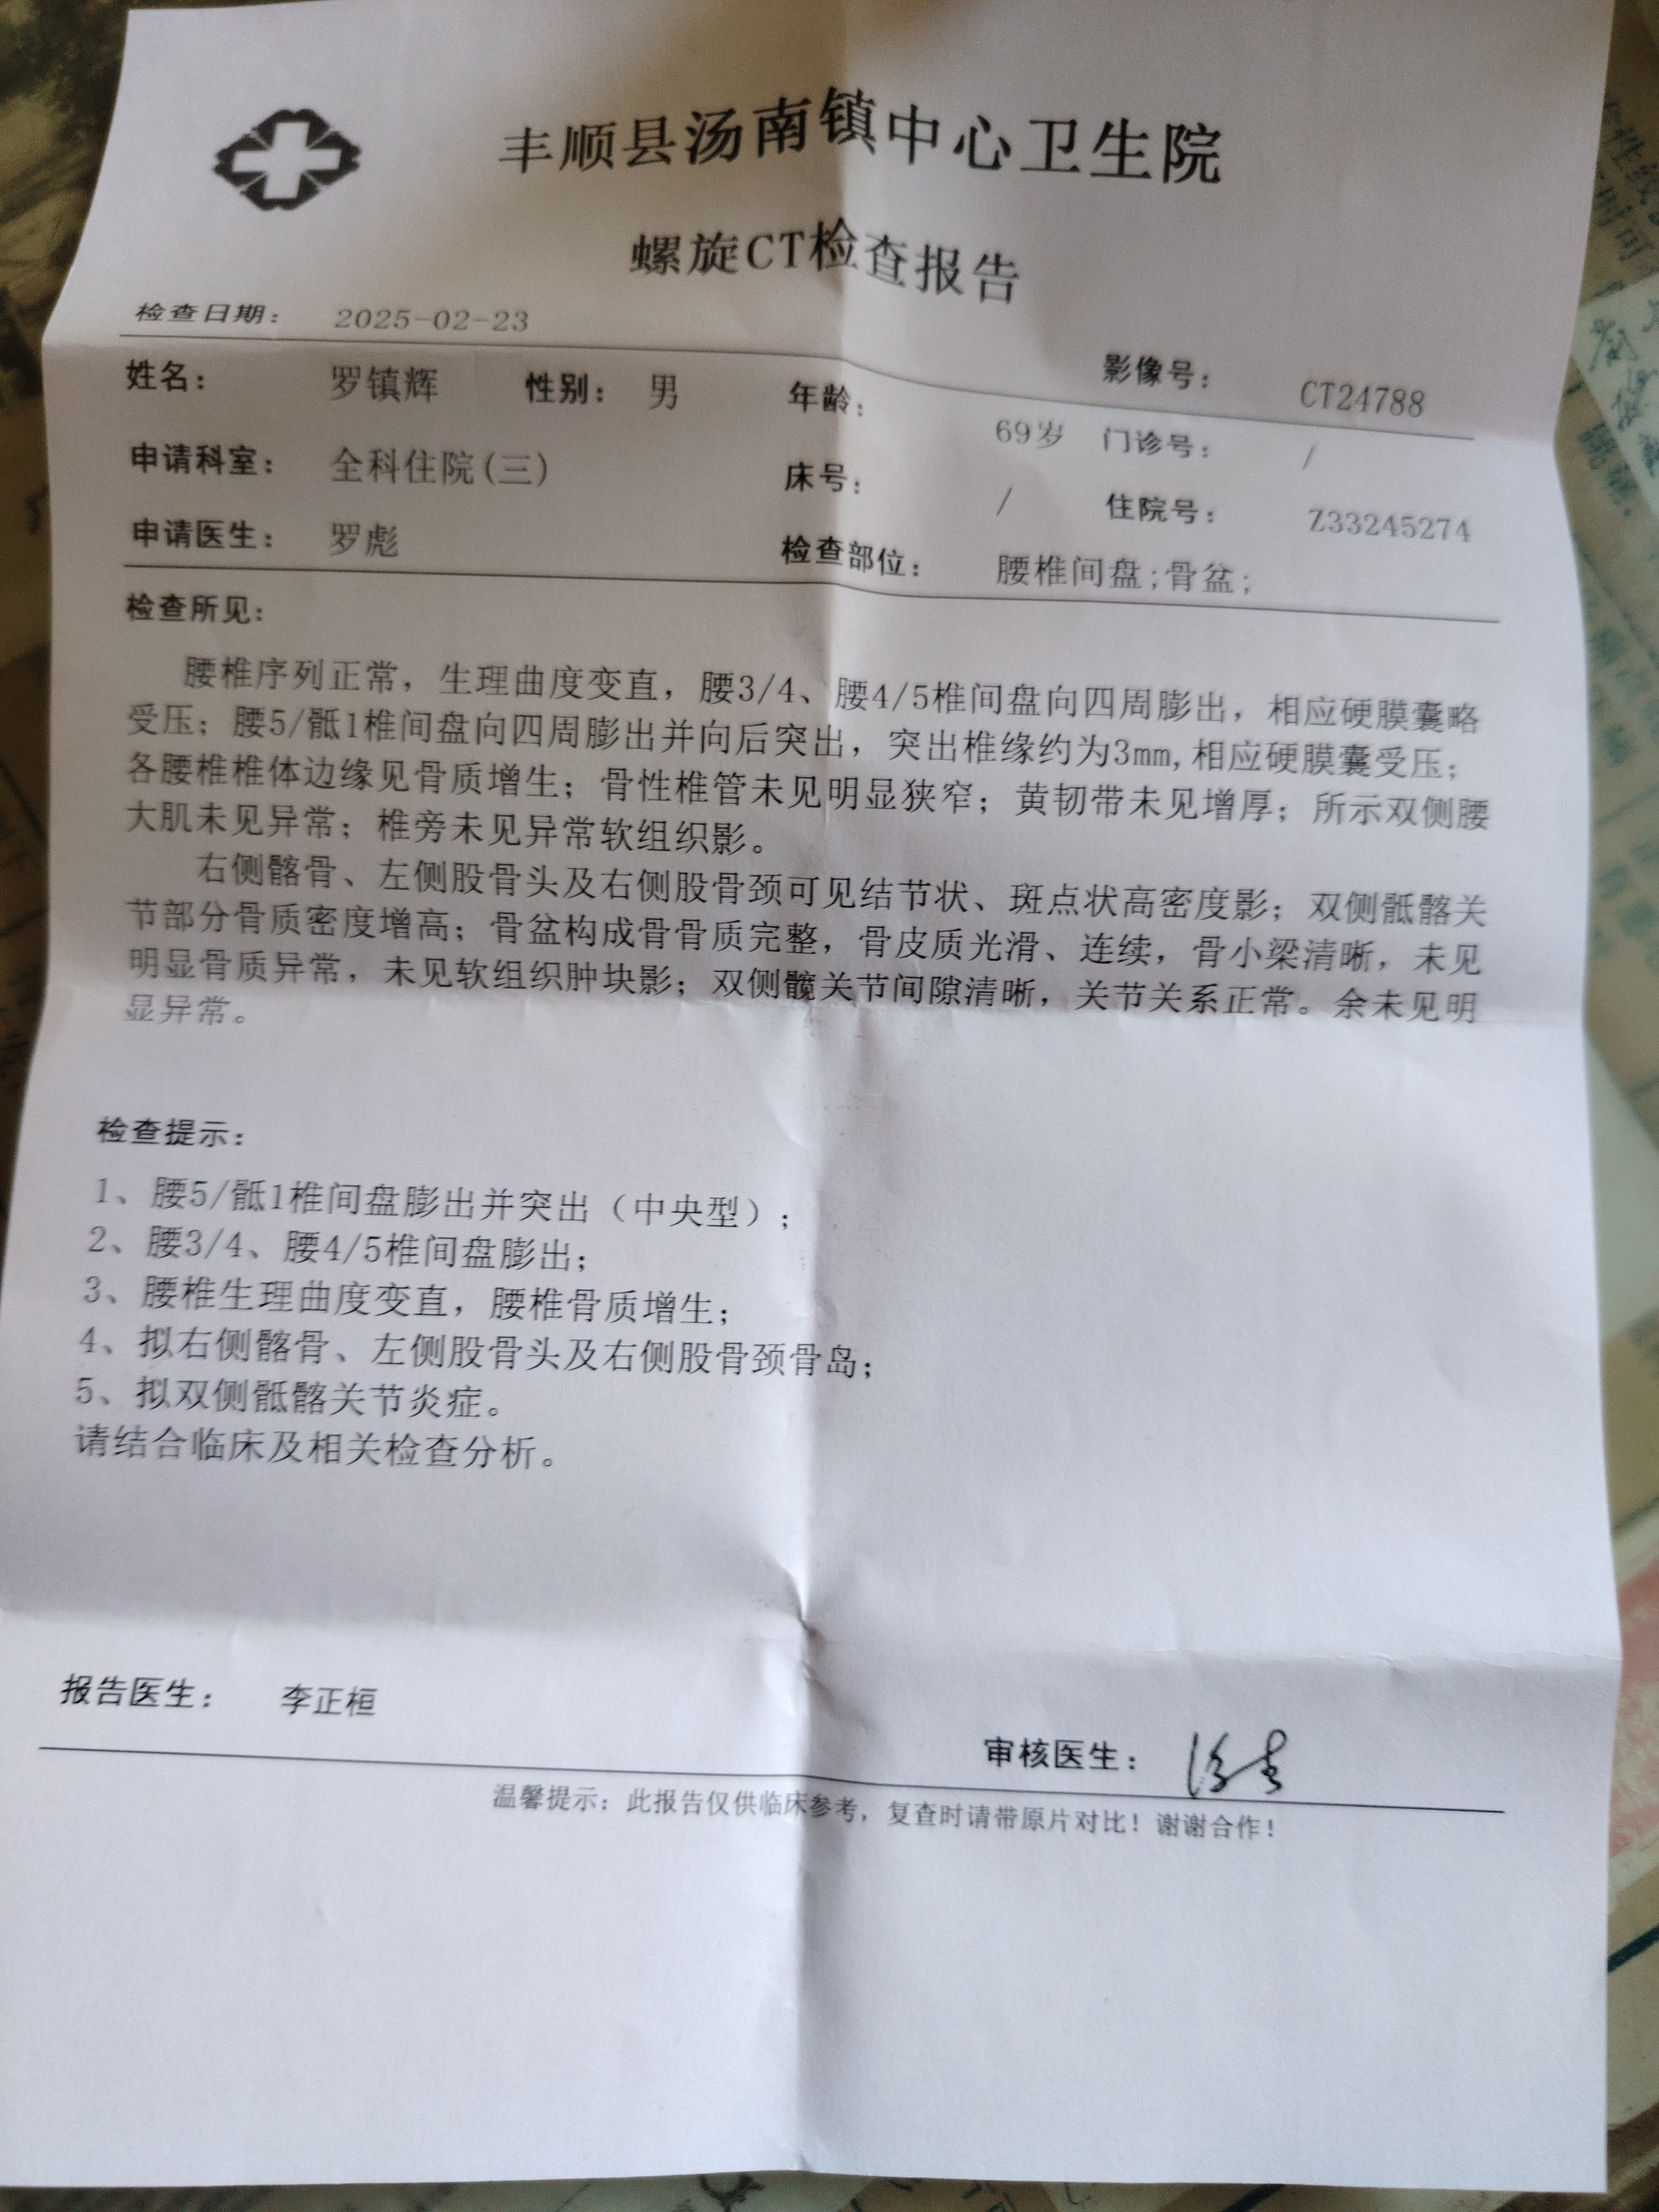 丰顺县汤南镇中心卫生院
螺旋CT检查报告
检查日期： 2025-02-23
姓名： 罗镇辉 性别： 男 年龄： 69岁 影像号： CT24788
申请科室： 全科住院(三) 床号： / 门诊号： /
申请医生： 罗彪 检查部位： 腰椎间盘;骨盆; 住院号： Z33245274
检查所见：
腰椎序列正常，生理曲度变直，腰3/4、腰4/5椎间盘向四周膨出，相应硬膜囊略
受压；腰5/骶1椎间盘向四周膨出并向后突出，突出椎缘约为3mm,相应硬膜囊受压；
各腰椎椎体边缘见骨质增生；骨性椎管未见明显狭窄；黄韧带未见增厚；所示双侧腰
大肌未见异常；椎旁未见异常软组织影。
右侧髂骨、左侧股骨头及右侧股骨颈可见结节状、斑点状高密度影；双侧骶髂关
节部分骨质密度增高；骨盆构成骨骨质完整，骨皮质光滑、连续，骨小梁清晰，未见
明显骨质异常，未见软组织肿块影；双侧髋关节间隙清晰，关节关系正常。余未见明
显异常。
检查提示：
1、腰5/骶1椎间盘膨出并突出（中央型）；
2、腰3/4、腰4/5椎间盘膨出；
3、腰椎生理曲度变直，腰椎骨质增生；
4、拟右侧髂骨、左侧股骨头及右侧股骨颈骨岛；
5、拟双侧骶髂关节炎症。
请结合临床及相关检查分析。
报告医生： 李正桓
审核医生：
温馨提示：此报告仅供临床参考，复查时请带原片对比！谢谢合作！